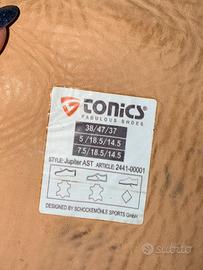 tonics
FABULOUS SHOES
38/47/37
5/18.5/14.5
7.5/18.5/14.5
STYLE: Jupiter AST ARTICLE: 2441-00001
DESIGNED BY SCHOCKEMÖHLE SPORTS GmbH
subito